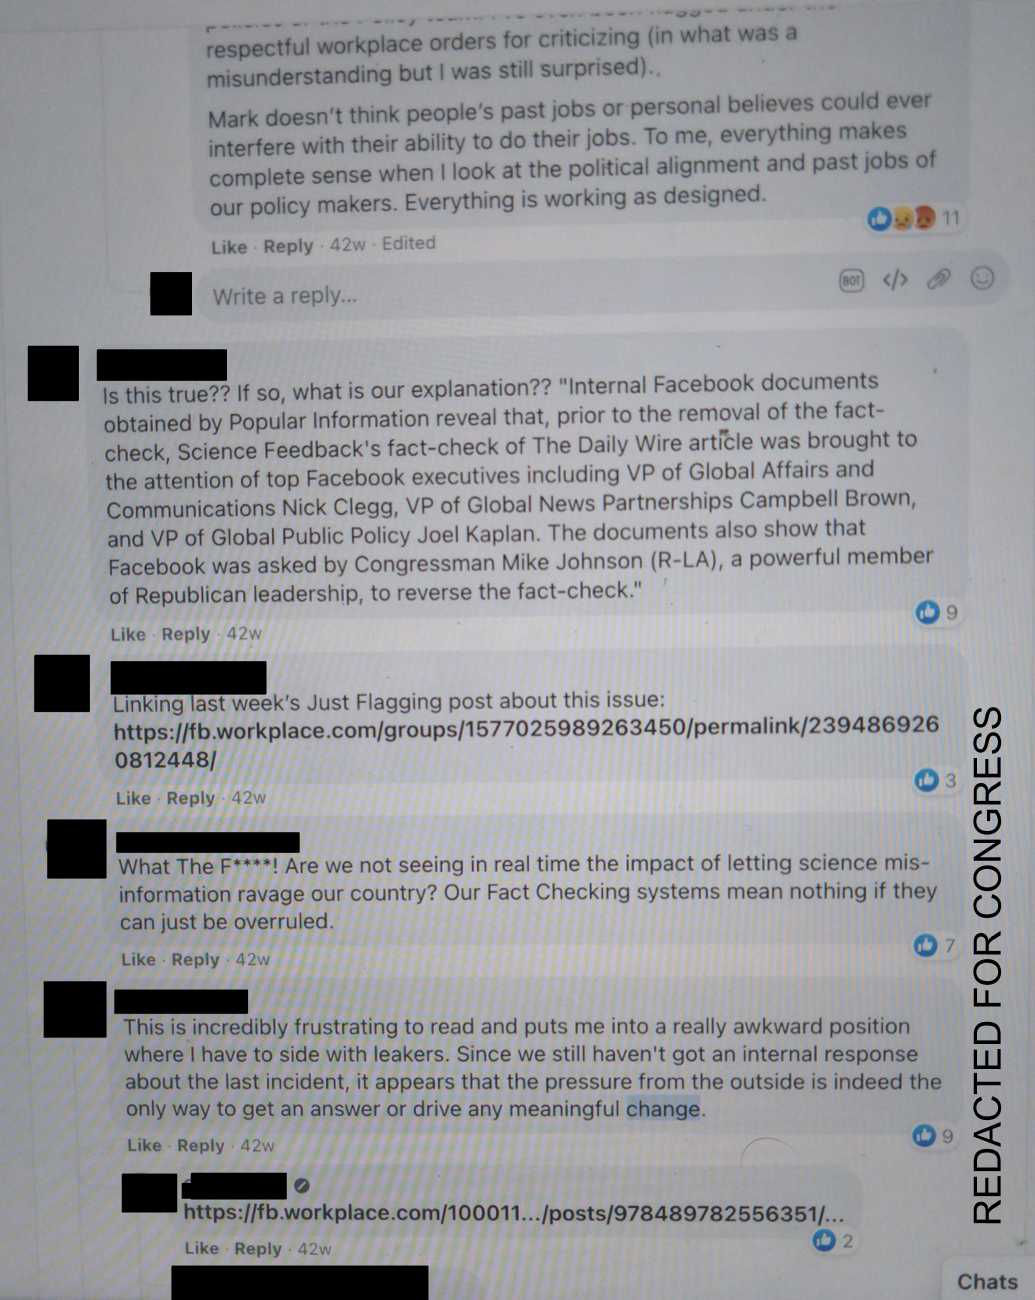 respectful workplace orders for criticizing (in what was a
misunderstanding but I was still surprised)..
Mark doesn't think people's past jobs or personal believes could ever
interfere with their ability to do their jobs. To me, everything makes
complete sense when I look at the political alignment and past jobs of
our policy makers. Everything is working as designed.
11
Like · Reply · 42w · Edited
Write a reply...
BOT </>
Is this true?? If so, what is our explanation?? "Internal Facebook documents
obtained by Popular Information reveal that, prior to the removal of the fact-
check, Science Feedback's fact-check of The Daily Wire article was brought to
the attention of top Facebook executives including VP of Global Affairs and
Communications Nick Clegg, VP of Global News Partnerships Campbell Brown,
and VP of Global Public Policy Joel Kaplan. The documents also show that
Facebook was asked by Congressman Mike Johnson (R-LA), a powerful member
of Republican leadership, to reverse the fact-check."
9
Like · Reply · 42w
Linking last week's Just Flagging post about this issue:
https://fb.workplace.com/groups/1577025989263450/permalink/239486926
0812448/
3
Like · Reply · 42w
What The F****! Are we not seeing in real time the impact of letting science mis-
information ravage our country? Our Fact Checking systems mean nothing if they
can just be overruled.
7
Like · Reply · 42w
This is incredibly frustrating to read and puts me into a really awkward position
where I have to side with leakers. Since we still haven't got an internal response
about the last incident, it appears that the pressure from the outside is indeed the
only way to get an answer or drive any meaningful change.
9
Like · Reply · 42w
https://fb.workplace.com/100011.../posts/978489782556351/...
2
Like · Reply · 42w
Chats
REDACTED FOR CONGRESS